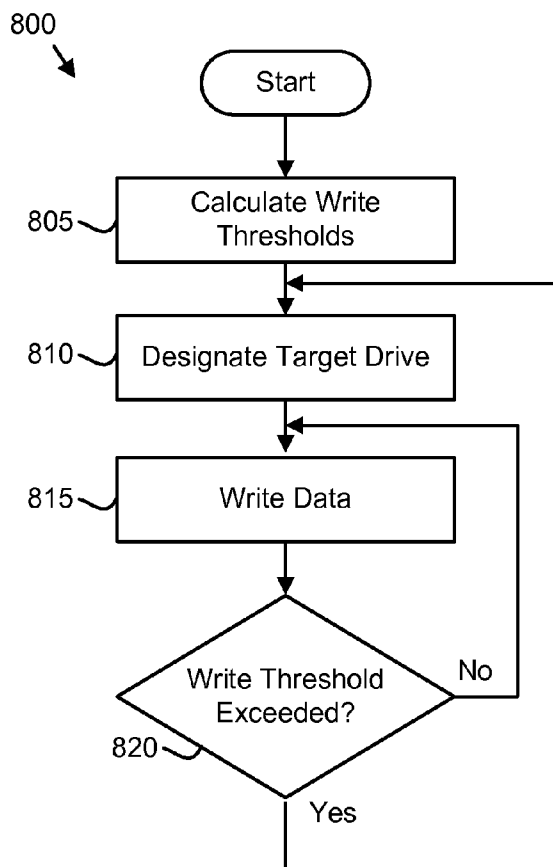 800
Start
805
Calculate Write
Thresholds
810
Designate Target Drive
815
Write Data
Write Threshold
Exceeded?
No
820
Yes